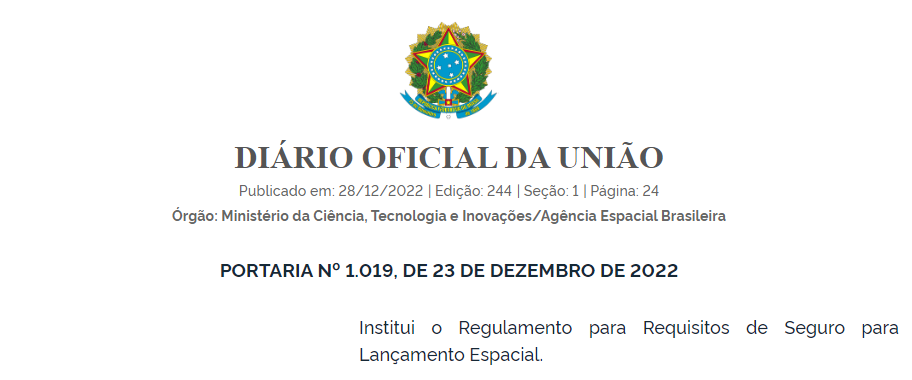 DIÁRIO OFICIAL DA UNIÃO
Publicado em: 28/12/2022 | Edição: 244 | Seção: 1 | Página: 24
Órgão: Ministério da Ciência, Tecnologia e Inovações/Agência Espacial Brasileira
PORTARIA Nº 1.019, DE 23 DE DEZEMBRO DE 2022
Institui o Regulamento para Requisitos de Seguro para
Lançamento Espacial.